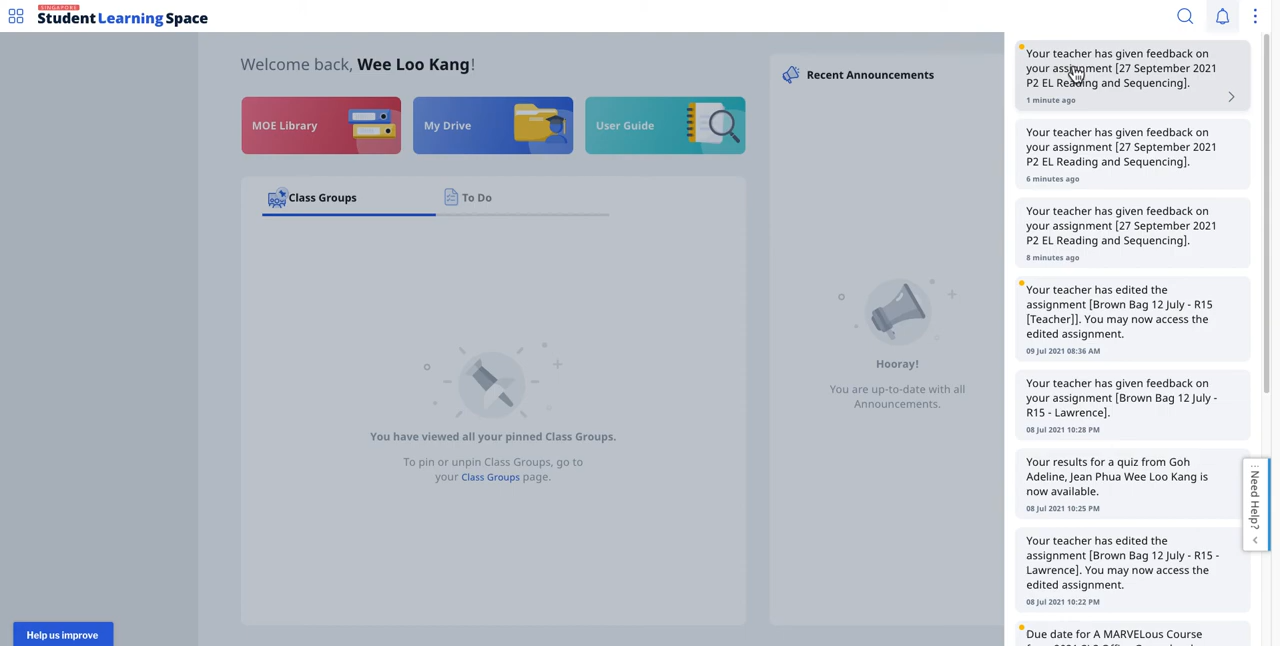 SINGAPORE
Student Learning Space
Welcome back, Wee Loo Kang!
MOE Library
My Drive
User Guide
Class Groups
To Do
You have viewed all your pinned Class Groups.
To pin or unpin Class Groups, go to
your Class Groups page.
Recent Announcements
Hooray!
You are up-to-date with all
Announcements.
Your teacher has given feedback on
your assignment [27 September 2021
P2 EL Reading and Sequencing].
1 minute ago
Your teacher has given feedback on
your assignment [27 September 2021
P2 EL Reading and Sequencing].
6 minutes ago
Your teacher has given feedback on
your assignment [27 September 2021
P2 EL Reading and Sequencing].
8 minutes ago
Your teacher has edited the
assignment [Brown Bag 12 July - R15
[Teacher]]. You may now access the
edited assignment.
09 Jul 2021 08:36 AM
Your teacher has given feedback on
your assignment [Brown Bag 12 July -
R15 - Lawrence].
08 Jul 2021 10:28 PM
Your results for a quiz from Goh
Adeline, Jean Phua Wee Loo Kang is
now available.
08 Jul 2021 10:25 PM
Your teacher has edited the
assignment [Brown Bag 12 July - R15 -
Lawrence]. You may now access the
edited assignment.
08 Jul 2021 10:22 PM
Due date for A MARVELous Course
Need Help?
Help us improve